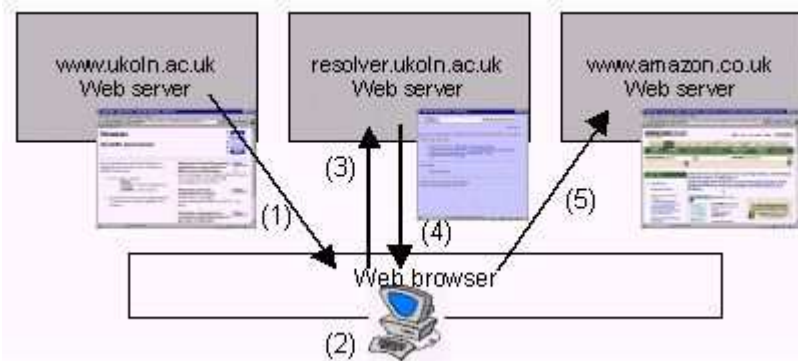 www.ukoln.ac.uk
Web server
resolver.ukoln.ac.uk
Web server
www.amazon.co.uk
Web server
(1)
(3)
(4)
(5)
Web browser
(2)